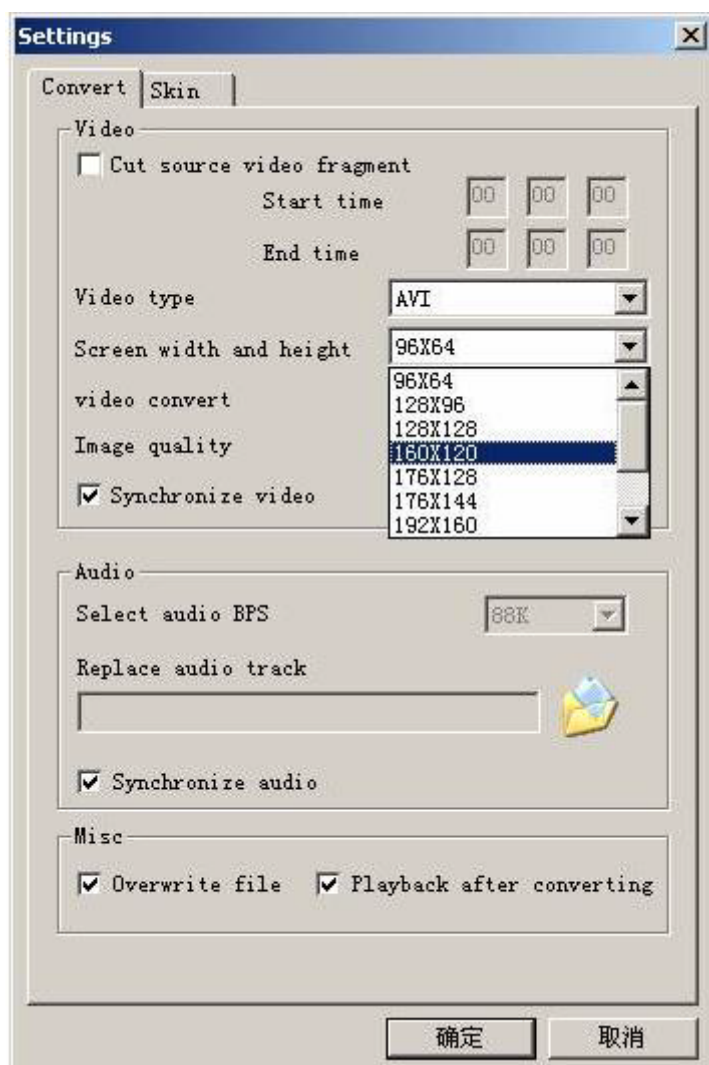 Settings
Convert Skin
Video
Cut source video fragment
Start time 00 00 00
End time 00 00 00
Video type AVI
Screen width and height 96X64
96X64
video convert 128X96
128X128
Image quality 160X120
176X128
Synchronize video 176X144
192X160
Audio
Select audio BPS 88K
Replace audio track
Synchronize audio
Misc
Overwrite file Playback after converting
确定 取消